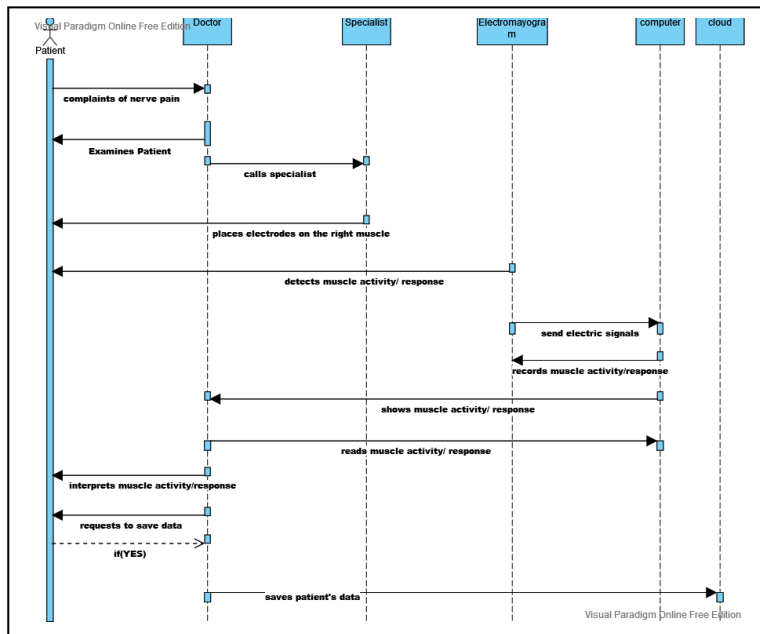 Visual Paradigm Online Free Edition
Patient
Doctor
Specialist
Electromayogra
m
computer
cloud
complaints of nerve pain
Examines Patient
calls specialist
places electrodes on the right muscle
detects muscle activity/ response
send electric signals
records muscle activity/response
shows muscle activity/ response
reads muscle activity/ response
interprets muscle activity/response
requests to save data
if(YES)
saves patient's data
Visual Paradigm Online Free Edition